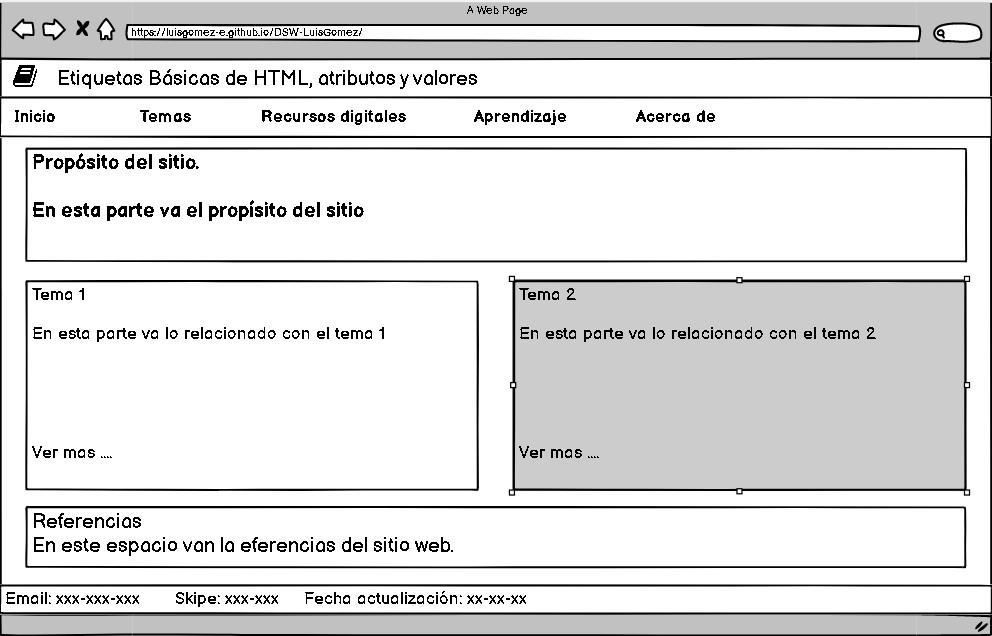 A Web Page
https://luisgomez-e.github.io/DSW-LuisGomez/
Etiquetas Básicas de HTML, atributos y valores
Inicio Temas Recursos digitales Aprendizaje Acerca de
Propósito del sitio.
En esta parte va el propísito del sitio
Tema 1
En esta parte va lo relacionado con el tema 1
Ver mas ....
Tema 2
En esta parte va lo relacionado con el tema 2
Ver mas ....
Referencias
En este espacio van la eferencias del sitio web.
Email: xxx-xxx-xxx Skipe: xxx-xxx Fecha actualización: xx-xx-xx